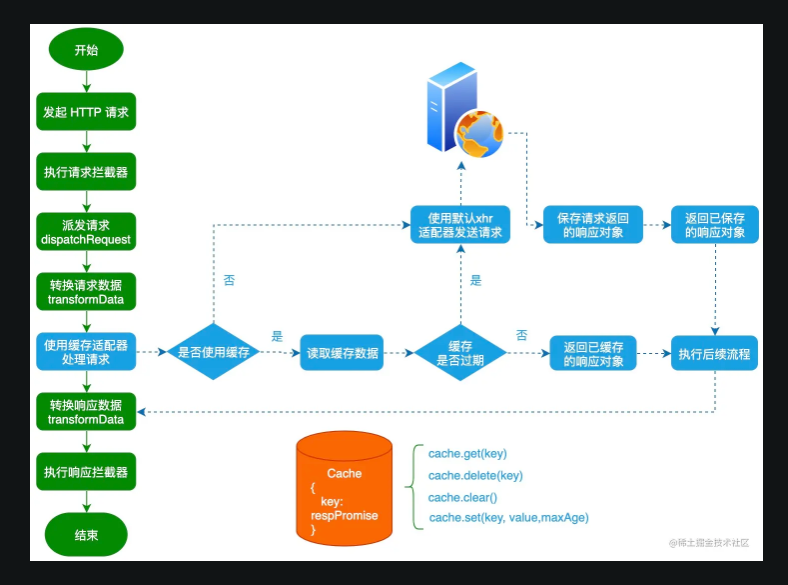 开始
发起 HTTP 请求
执行请求拦截器
派发请求
dispatchRequest
转换请求数据
transformData
使用缓存适配器
处理请求
转换响应数据
transformData
执行响应拦截器
结束
是否使用缓存
否
是
读取缓存数据
缓存
是否过期
是
否
使用默认xhr
适配器发送请求
保存请求返回
的响应对象
返回已保存
的响应对象
返回已缓存
的响应对象
执行后续流程
Cache
{
key:
respPromise
}
cache.get(key)
cache.delete(key)
cache.clear()
cache.set(key, value,maxAge)
@稀土掘金技术社区